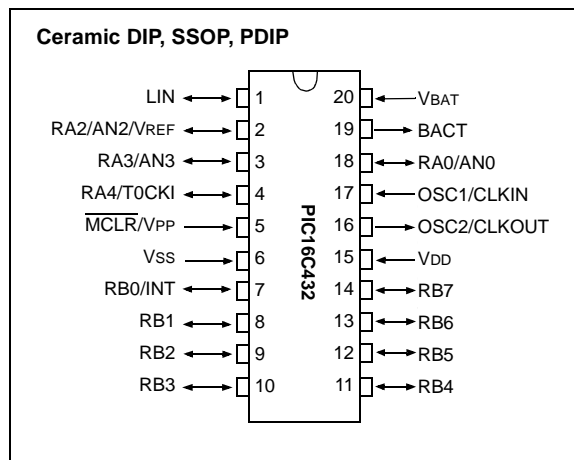 Ceramic DIP, SSOP, PDIP
LIN 1 20 VBAT
RA2/AN2/VREF 2 19 BACT
RA3/AN3 3 18 RA0/AN0
RA4/T0CKI 4 17 OSC1/CLKIN
MCLR/VPP 5 16 OSC2/CLKOUT
VSS 6 15 VDD
RB0/INT 7 14 RB7
RB1 8 13 RB6
RB2 9 12 RB5
RB3 10 11 RB4
PIC16C432